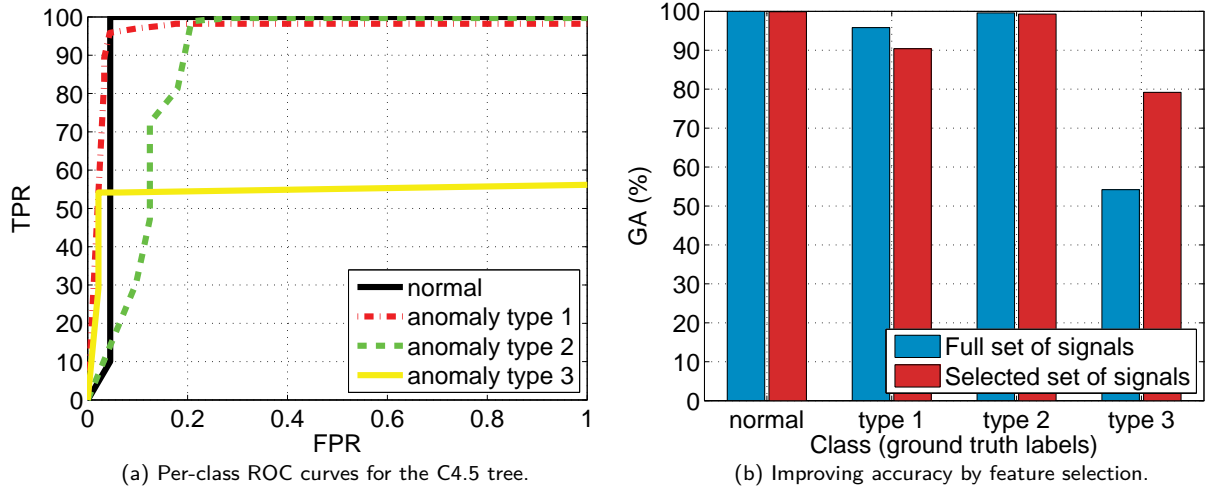 100
90
80
70
60
50
40
30
20
10
0
TPR
0
0.2
0.4
0.6
0.8
1
FPR
normal
anomaly type 1
anomaly type 2
anomaly type 3
(a) Per-class ROC curves for the C4.5 tree.
100
90
80
70
60
50
40
30
20
10
0
GA (%)
Full set of signals
Selected set of signals
normal
type 1
type 2
type 3
Class (ground truth labels)
(b) Improving accuracy by feature selection.